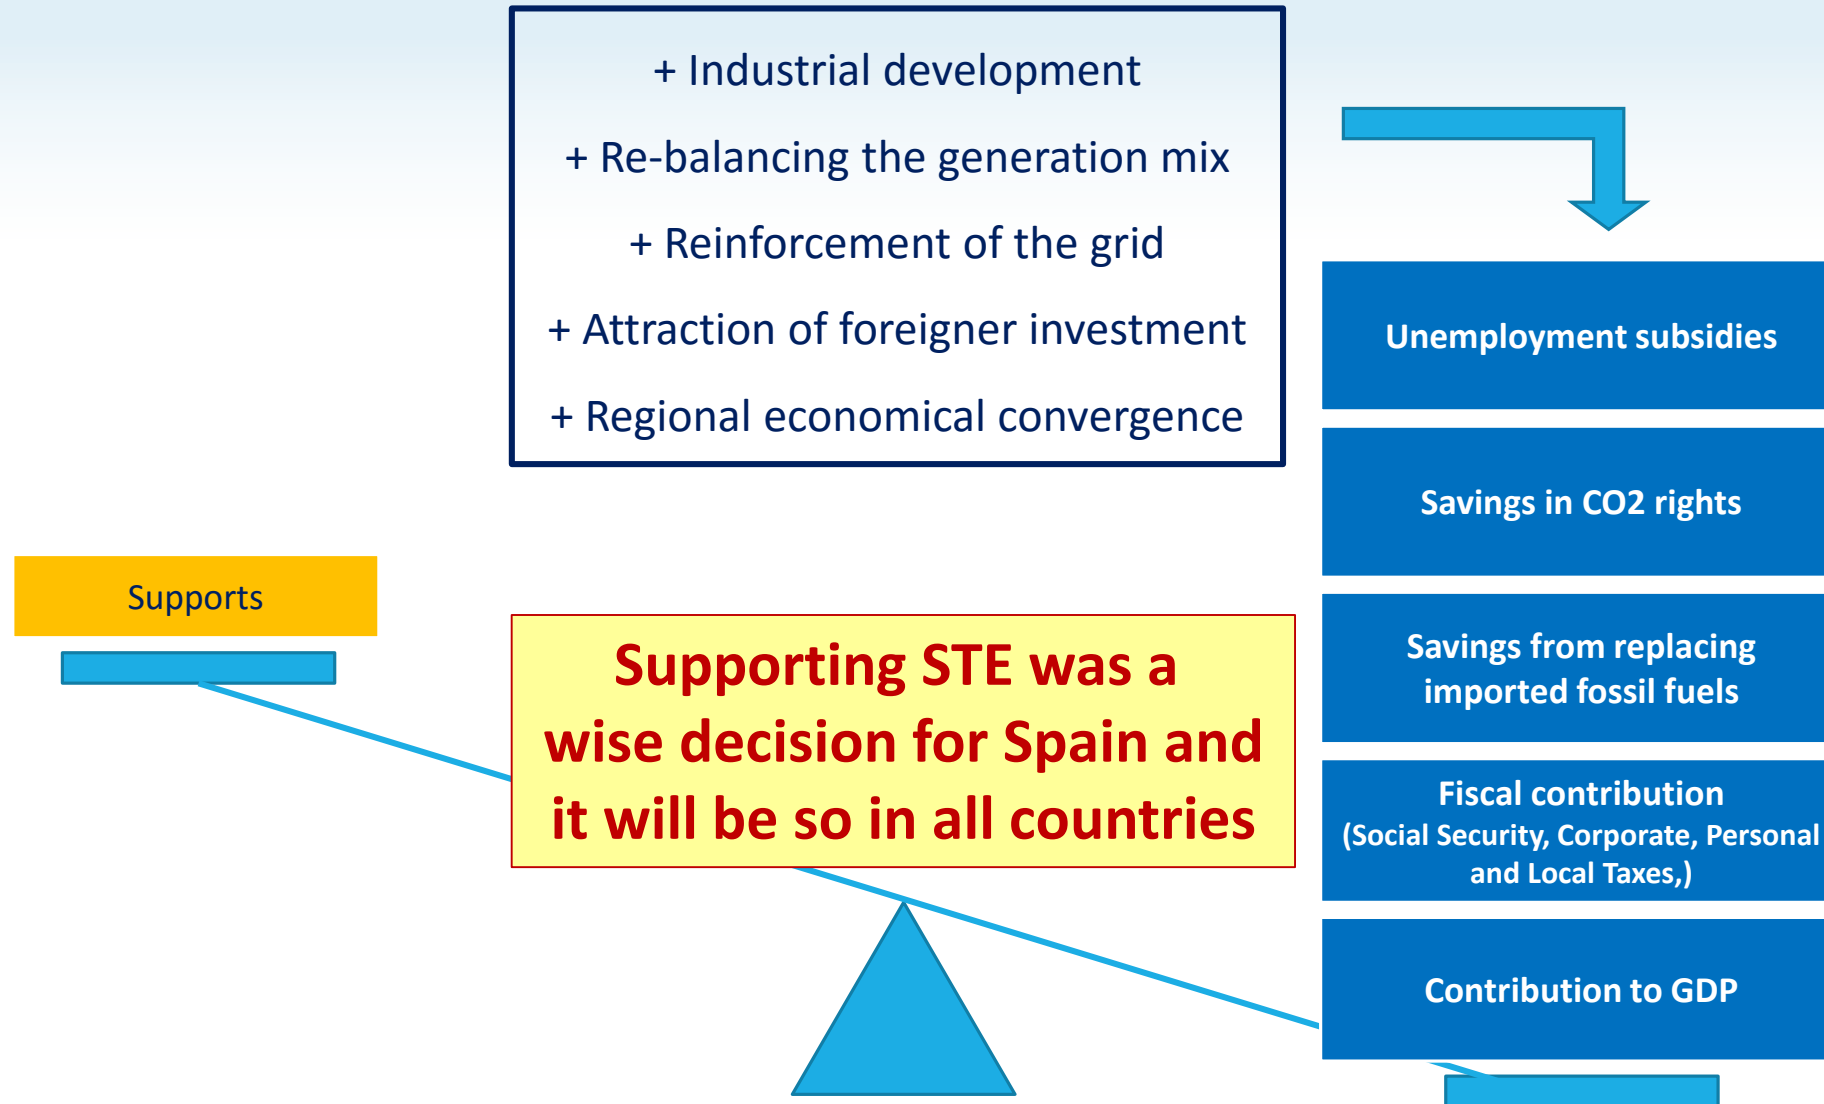 + Industrial development
+ Re-balancing the generation mix
+ Reinforcement of the grid
+ Attraction of foreigner investment
+ Regional economical convergence
Unemployment subsidies
Savings in CO2 rights
Savings from replacing
imported fossil fuels
Fiscal contribution
(Social Security, Corporate, Personal
and Local Taxes,)
Contribution to GDP
Supports
Supporting STE was a
wise decision for Spain and
it will be so in all countries